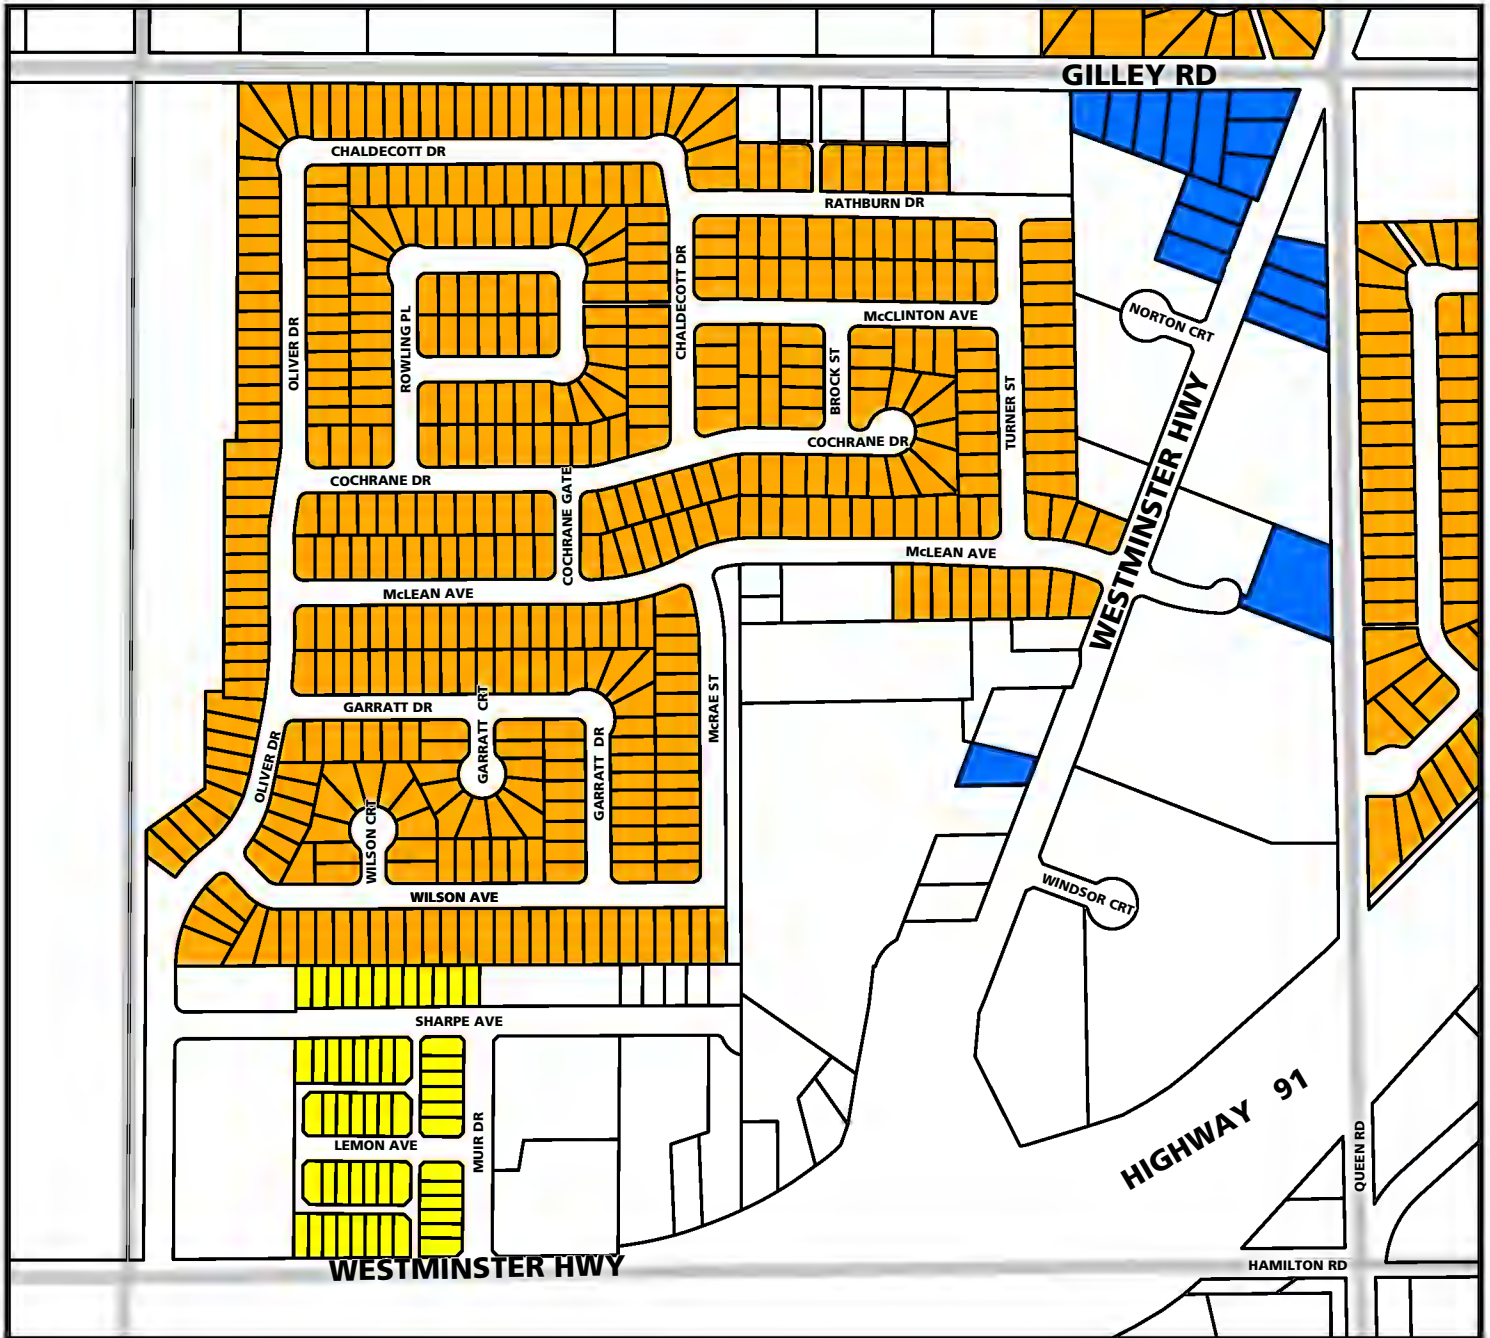 GILLEY RD
CHALDECOTT DR
RATHBURN DR
OLIVER DR
ROWLING PL
CHALDECOTT DR
McCLINTON AVE
NORTON CRT
BROCK ST
TURNER ST
WESTMINSTER HWY
COCHRANE DR
COCHRANE DR
COCHRANE GATE
McLEAN AVE
McLEAN AVE
GARRATT DR
GARRATT CRT
McRAE ST
OLIVER DR
GARRATT DR
WILSON CRT
WILSON AVE
WINDSOR CRT
SHARPE AVE
HIGHWAY 91
LEMON AVE
MUIR DR
QUEEN RD
WESTMINSTER HWY
HAMILTON RD